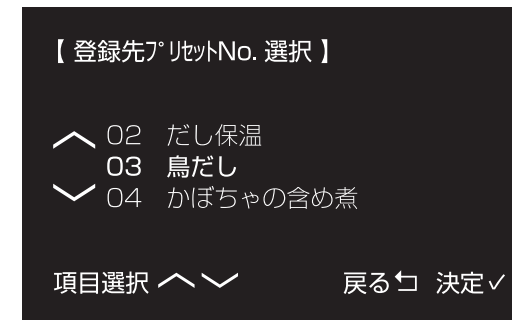 【 登録先ﾌﾟﾘｾｯﾄNo. 選択 】
02 だし保温
03 鳥だし
04 かぼちゃの含め煮
項目選択 戻る 決定